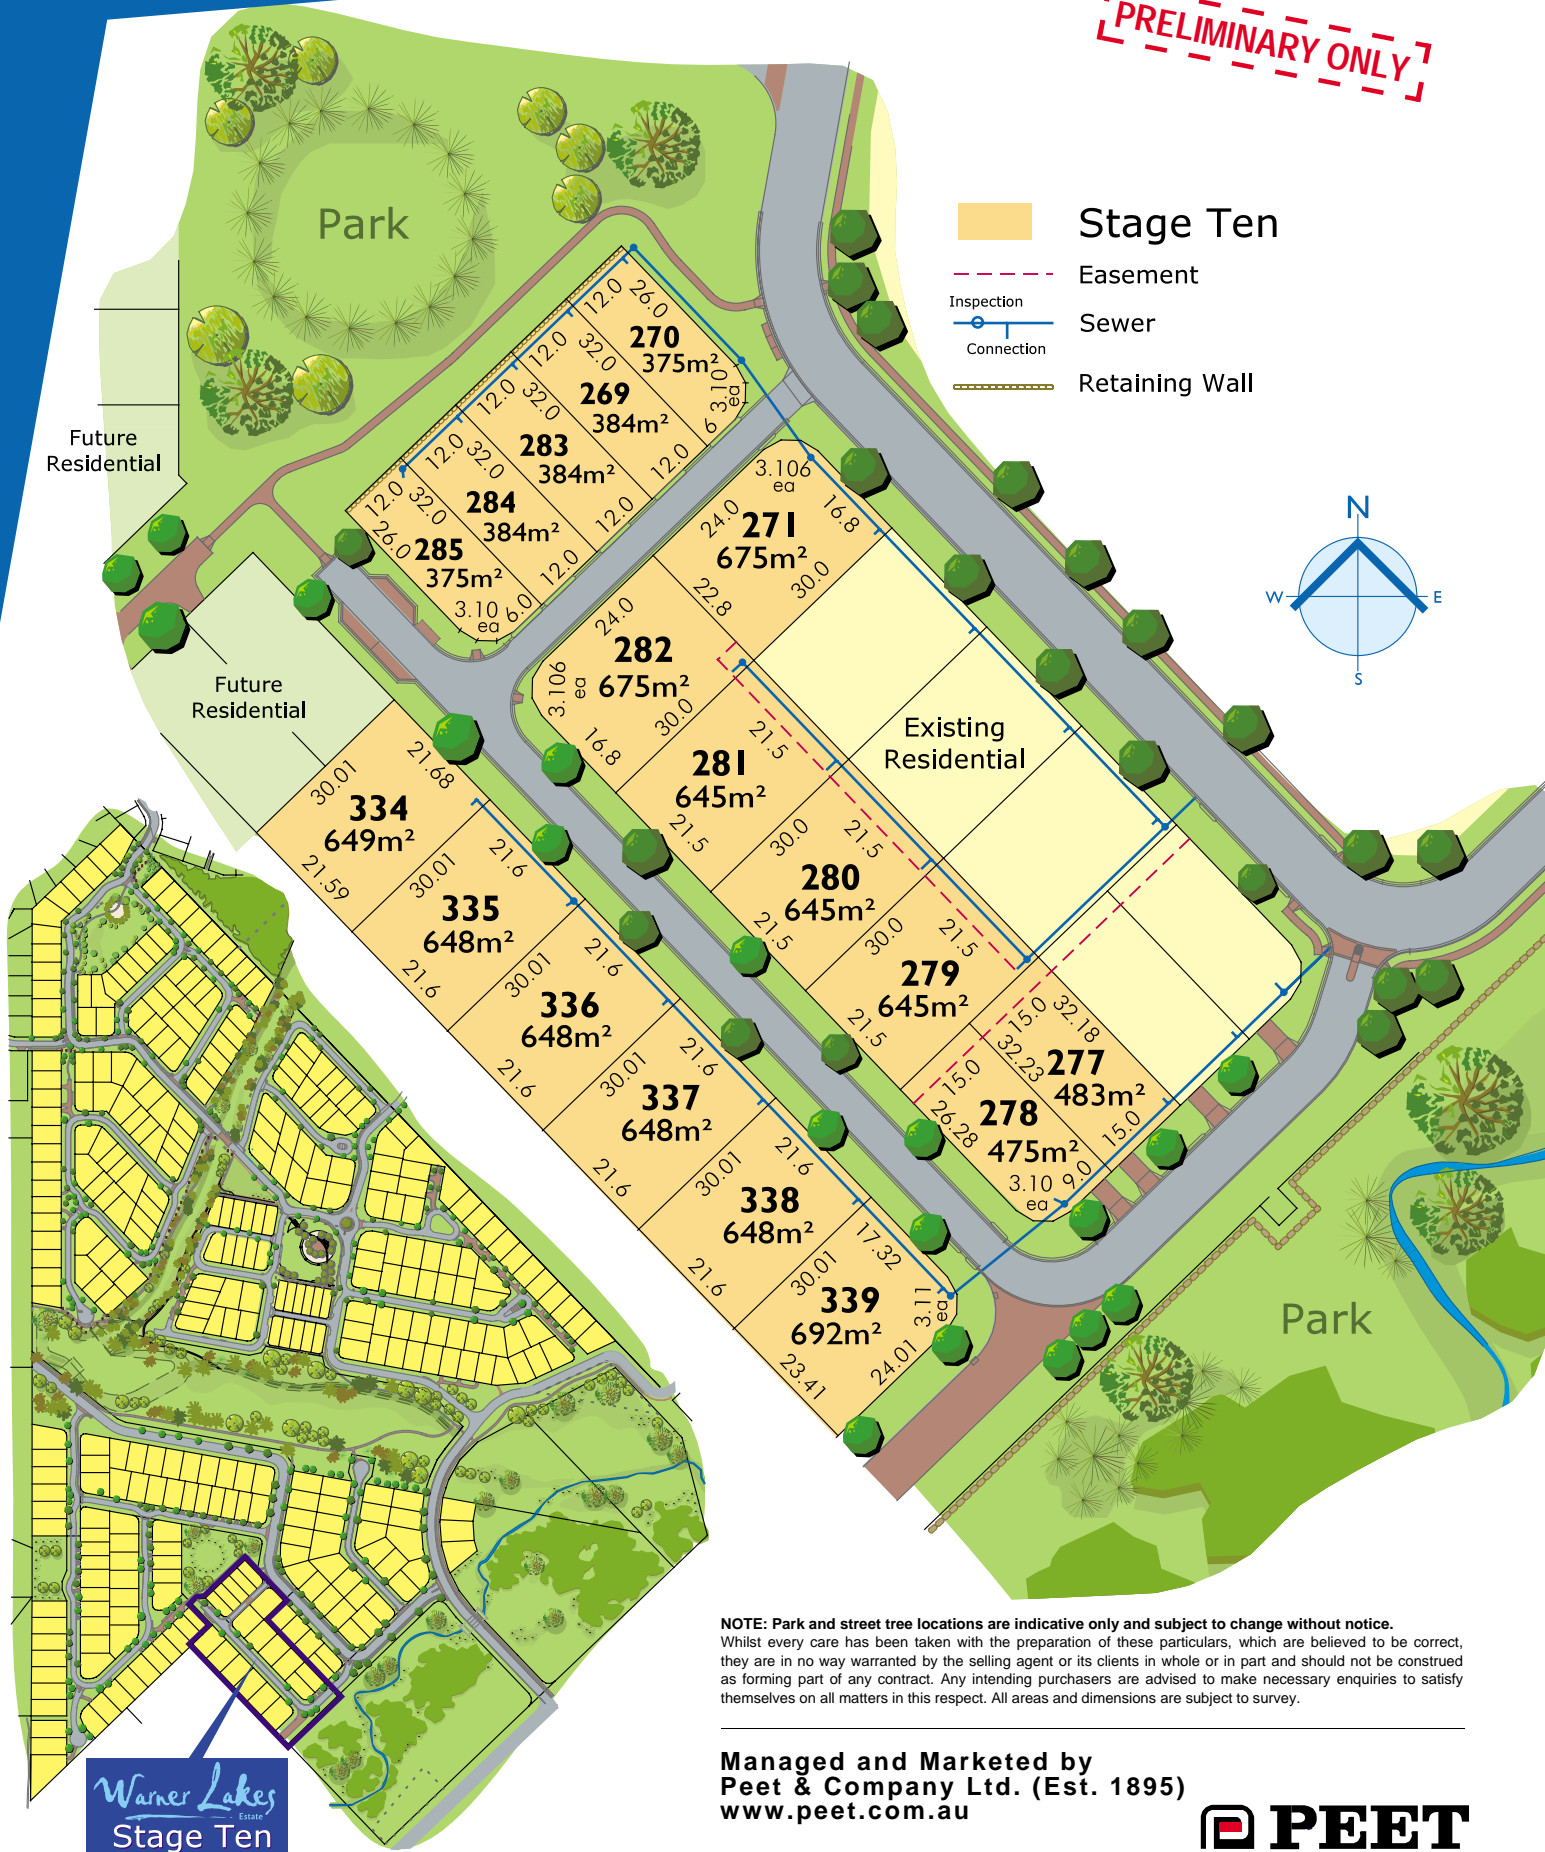 PRELIMINARY ONLY
Stage Ten
Easement
Inspection
Sewer
Connection
Retaining Wall
Park
Future
Residential
N
W
E
S
12.0
26.0
270
375m²
3.10
ea
6
12.0
32.0
269
384m²
12.0
12.0
32.0
283
384m²
12.0
12.0
32.0
284
384m²
12.0
12.0
32.0
26.0
285
375m²
3.10
ea
6.0
3.106
ea
24.0
16.8
271
675m²
22.8
30.0
24.0
282
675m²
3.106
ea
16.8
30.0
Future
Residential
Existing
Residential
21.5
281
645m²
21.5
30.0
21.5
280
645m²
21.5
30.0
21.5
279
645m²
21.5
15.0
32.18
32.23
277
483m²
15.0
15.0
26.28
278
475m²
3.10
ea
9.0
30.01
21.68
334
649m²
21.59
30.01
21.6
335
648m²
21.6
30.01
21.6
336
648m²
21.6
30.01
21.6
337
648m²
21.6
30.01
21.6
338
648m²
21.6
30.01
17.32
339
692m²
3.11
ea
24.01
23.41
Park
NOTE: Park and street tree locations are indicative only and subject to change without notice.
Whilst every care has been taken with the preparation of these particulars, which are believed to be correct,
they are in no way warranted by the selling agent or its clients in whole or in part and should not be construed
as forming part of any contract. Any intending purchasers are advised to make necessary enquiries to satisfy
themselves on all matters in this respect. All areas and dimensions are subject to survey.
Managed and Marketed by
Peet & Company Ltd. (Est. 1895)
www.peet.com.au
PEET
Warner Lakes
Estate
Stage Ten